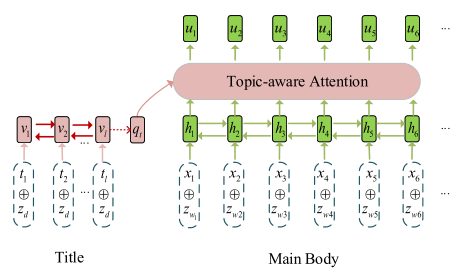 u1 u2 u3 u4 u5 u6 ...
Topic-aware Attention
v1 v2 ... vl qt h1 h2 h3 h4 h5 h6 ...
t1 t2 ... tl x1 x2 x3 x4 x5 x6
⊕ ⊕ ⊕ ⊕ ⊕ ⊕ ⊕ ⊕ ⊕
zd zd zd zw1 zw2 zw3 zw4 zw5 zw6 ...
Title Main Body